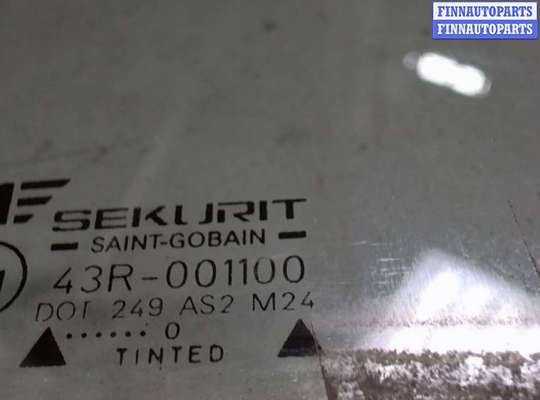 FINNAUTOPARTS
FINNAUTOPARTS
SEKURIT
SAINT-GOBAIN
43R-001100
DOT 249 AS2 M24
...... 0
TINTED